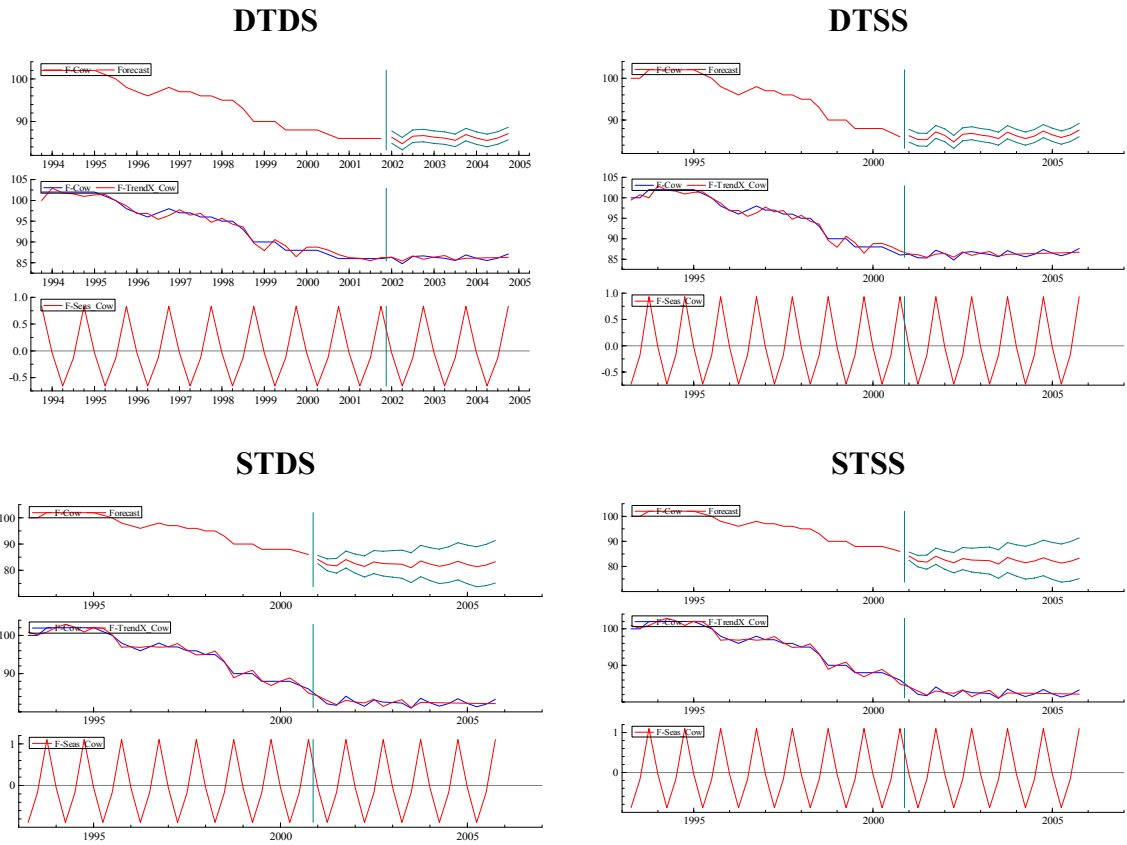 DTDS
F-Cow Forecast
100
90
1994 1995 1996 1997 1998 1999 2000 2001 2002 2003 2004 2005
105 F-Cow F-TrendX_Cow
100
95
90
85
1994 1995 1996 1997 1998 1999 2000 2001 2002 2003 2004 2005
1.0 F-Seas_Cow
0.5
0.0
-0.5
1994 1995 1996 1997 1998 1999 2000 2001 2002 2003 2004 2005
DTSS
F-Cow Forecast
100
90
1995 2000 2005
105 F-Cow F-TrendX_Cow
100
95
90
85
1995 2000 2005
1.0 F-Seas_Cow
0.5
0.0
-0.5
1995 2000 2005
STDS
100 F-Cow Forecast
90
80
1995 2000 2005
100 F-Cow F-TrendX_Cow
90
1995 2000 2005
1 F-Seas_Cow
0
1995 2000 2005
STSS
100 F-Cow Forecast
90
80
1995 2000 2005
F-Cow F-TrendX_Cow
100
90
1995 2000 2005
F-Seas_Cow
1
0
1995 2000 2005